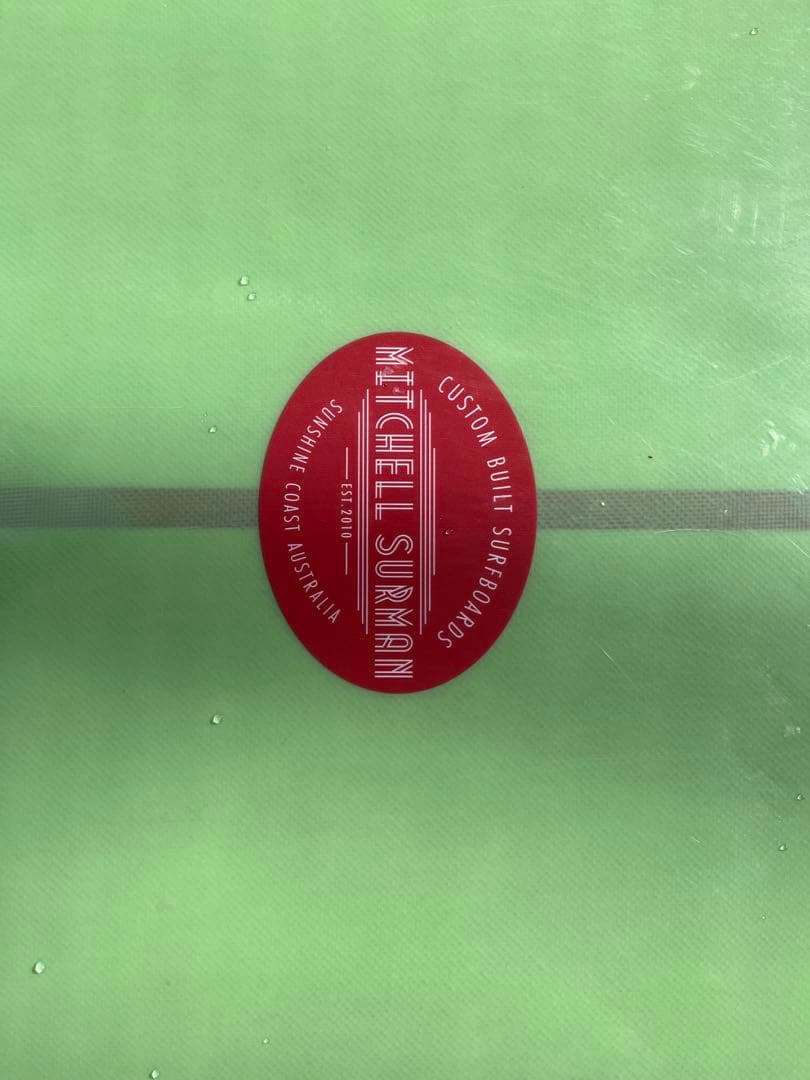 CUSTOM BUILT SURFBOARDS
MITCHELL SURMAN
EST. 2010
SUNSHINE COAST AUSTRALIA